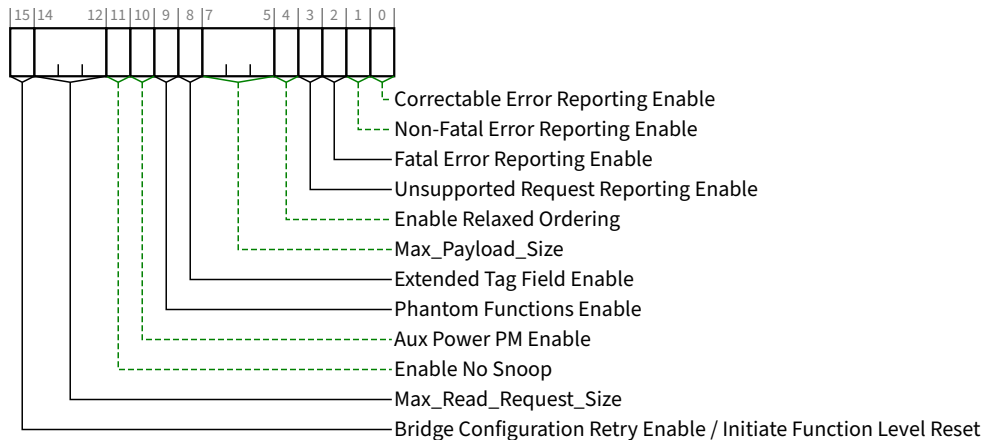 15 14 12 11 10 9 8 7 5 4 3 2 1 0
Correctable Error Reporting Enable
Non-Fatal Error Reporting Enable
Fatal Error Reporting Enable
Unsupported Request Reporting Enable
Enable Relaxed Ordering
Max_Payload_Size
Extended Tag Field Enable
Phantom Functions Enable
Aux Power PM Enable
Enable No Snoop
Max_Read_Request_Size
Bridge Configuration Retry Enable / Initiate Function Level Reset